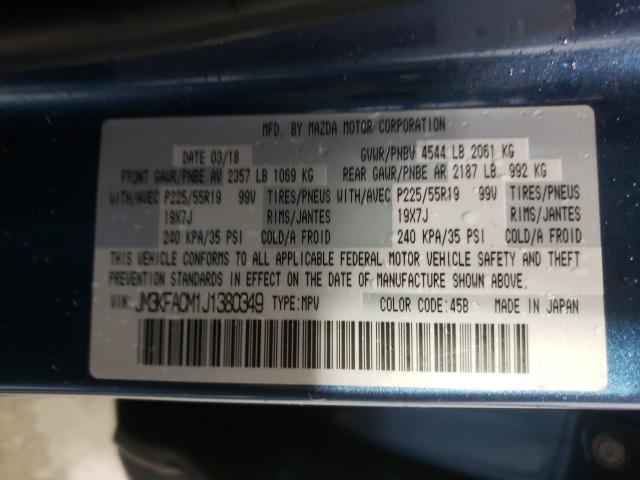 MFD. BY MAZDA MOTOR CORPORATION
DATE 03/18 GVWR/PNBV 4544 LB 2061 KG
FRONT GAWR/PNBE AV 2357 LB 1069 KG REAR GAWR/PNBE AR 2187 LB 992 KG
WITH/AVEC P225/55R19 99V TIRES/PNEUS WITH/AVEC P225/55R19 99V TIRES/PNEUS
19X7J RIMS/JANTES 19X7J RIMS/JANTES
240 KPA/35 PSI COLD/A FROID 240 KPA/35 PSI COLD/A FROID
THIS VEHICLE CONFORMS TO ALL APPLICABLE FEDERAL MOTOR VEHICLE SAFETY AND THEFT
PREVENTION STANDARDS IN EFFECT ON THE DATE OF MANUFACTURE SHOWN ABOVE.
VIN: JM3KFACM1J1380349 TYPE:MPV COLOR CODE:45B MADE IN JAPAN